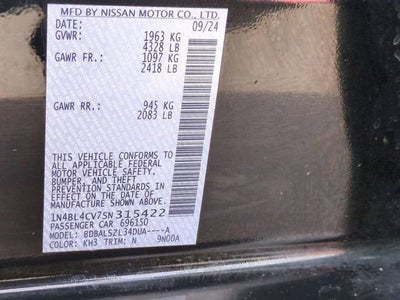 MFD BY NISSAN MOTOR CO., LTD.
DATE: 09/24
GVWR: 1963 KG
4328 LB
GAWR FR.: 1097 KG
2418 LB
GAWR RR.: 945 KG
2083 LB
THIS VEHICLE CONFORMS
TO ALL APPLICABLE FEDERAL
MOTOR VEHICLE SAFETY,
BUMPER, AND THEFT
PREVENTION STANDARDS IN
EFFECT ON THE DATE OF
MANUFACTURE SHOWN ABOVE.
1N4BL4CV7SN315422
PASSENGER CAR 696150
MODEL: BDBALSZL34DUA----A
COLOR: KH3 TRIM: N 9N00A